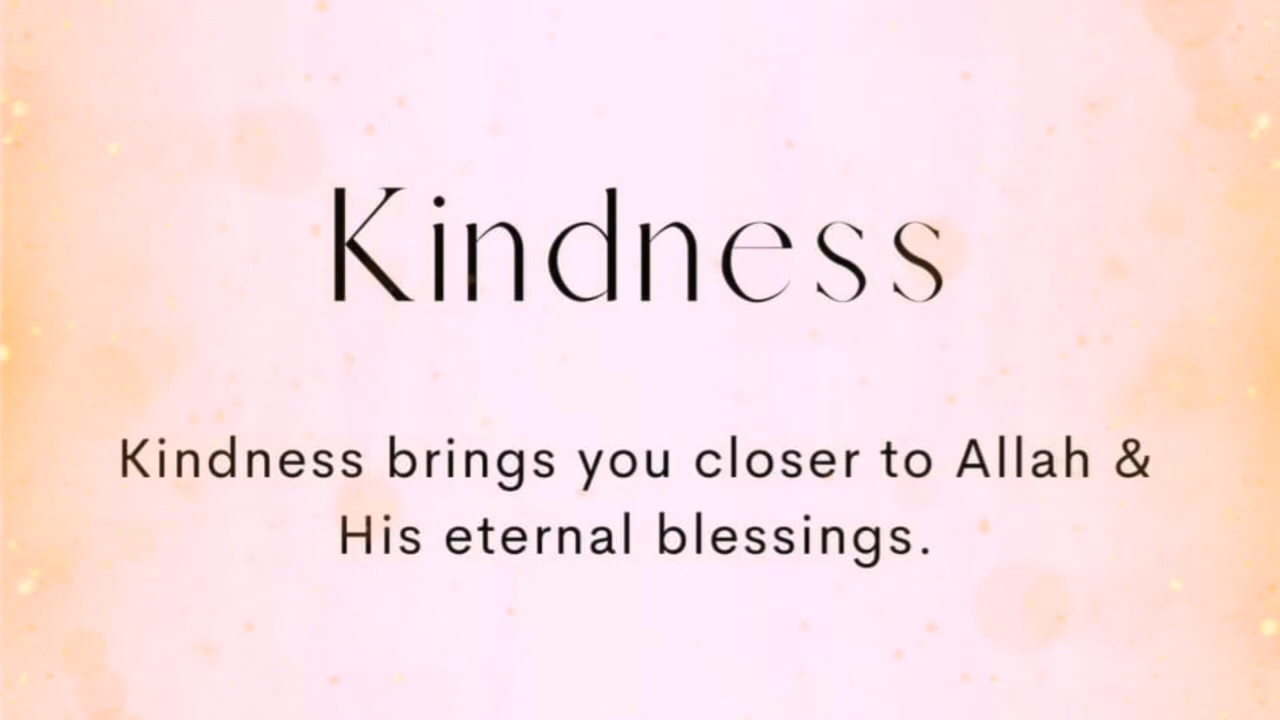 Kindness
Kindness brings you closer to Allah &
His eternal blessings.